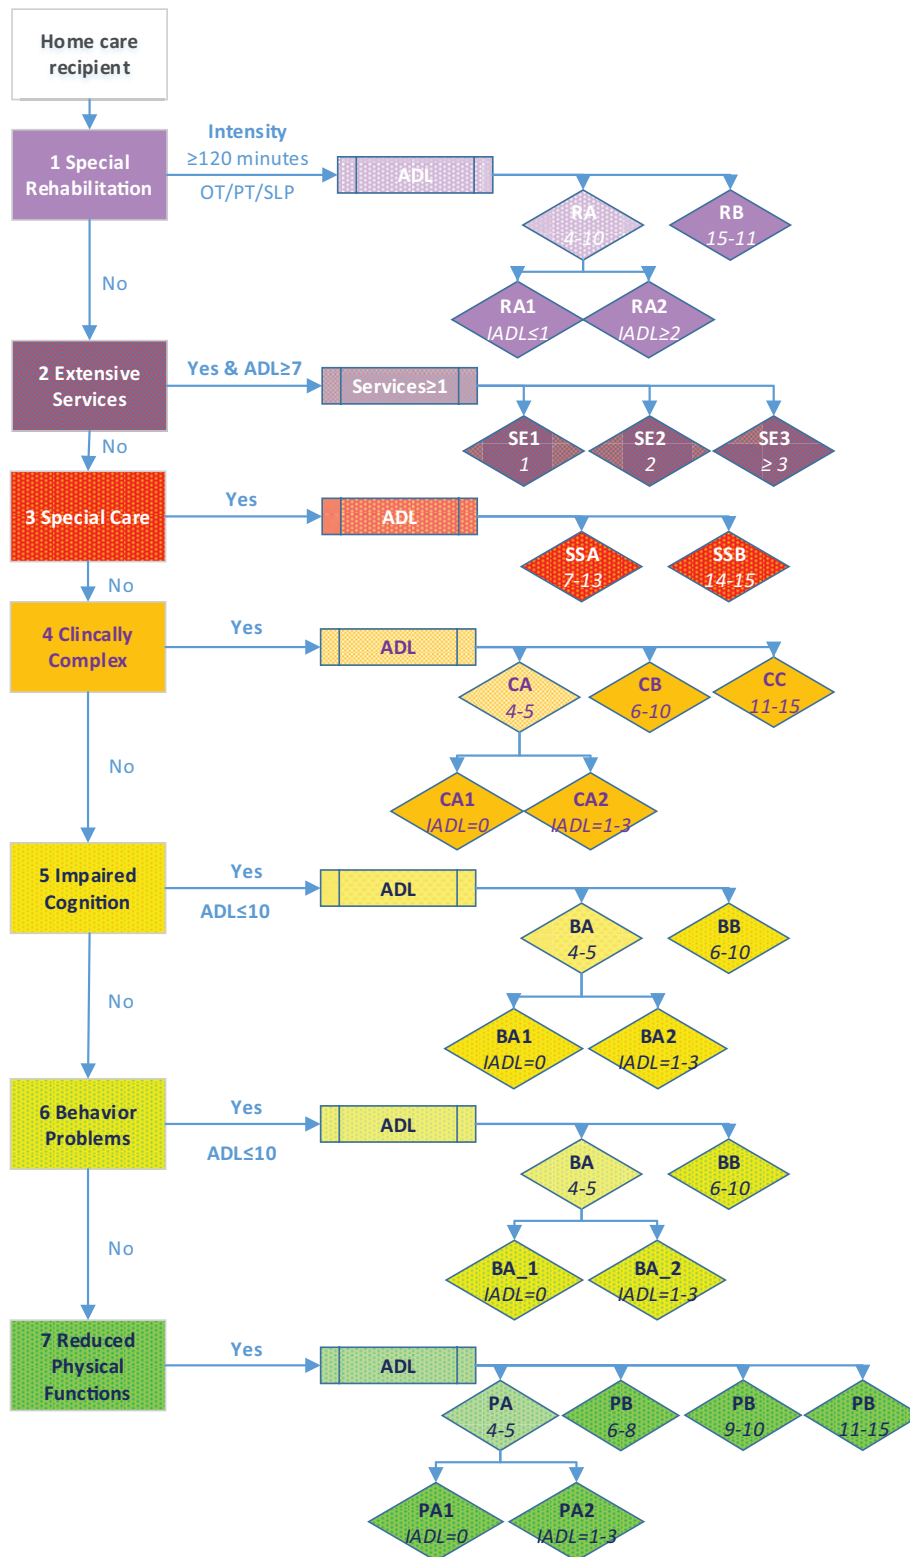 Home care
recipient
1 Special
Rehabilitation
Intensity
≥120 minutes
OT/PT/SLP
ADL
RA
4-10
RB
15-11
RA1
IADL≤1
RA2
IADL≥2
No
2 Extensive
Services
Yes & ADL≥7
Services≥1
SE1
1
SE2
2
SE3
≥ 3
No
3 Special Care
Yes
ADL
SSA
7-13
SSB
14-15
No
4 Clincally
Complex
Yes
ADL
CA
4-5
CB
6-10
CC
11-15
CA1
IADL=0
CA2
IADL=1-3
No
5 Impaired
Cognition
Yes
ADL≤10
ADL
BA
4-5
BB
6-10
BA1
IADL=0
BA2
IADL=1-3
No
6 Behavior
Problems
Yes
ADL≤10
ADL
BA
4-5
BB
6-10
BA_1
IADL=0
BA_2
IADL=1-3
No
7 Reduced
Physical
Functions
Yes
ADL
PA
4-5
PB
6-8
PB
9-10
PB
11-15
PA1
IADL=0
PA2
IADL=1-3